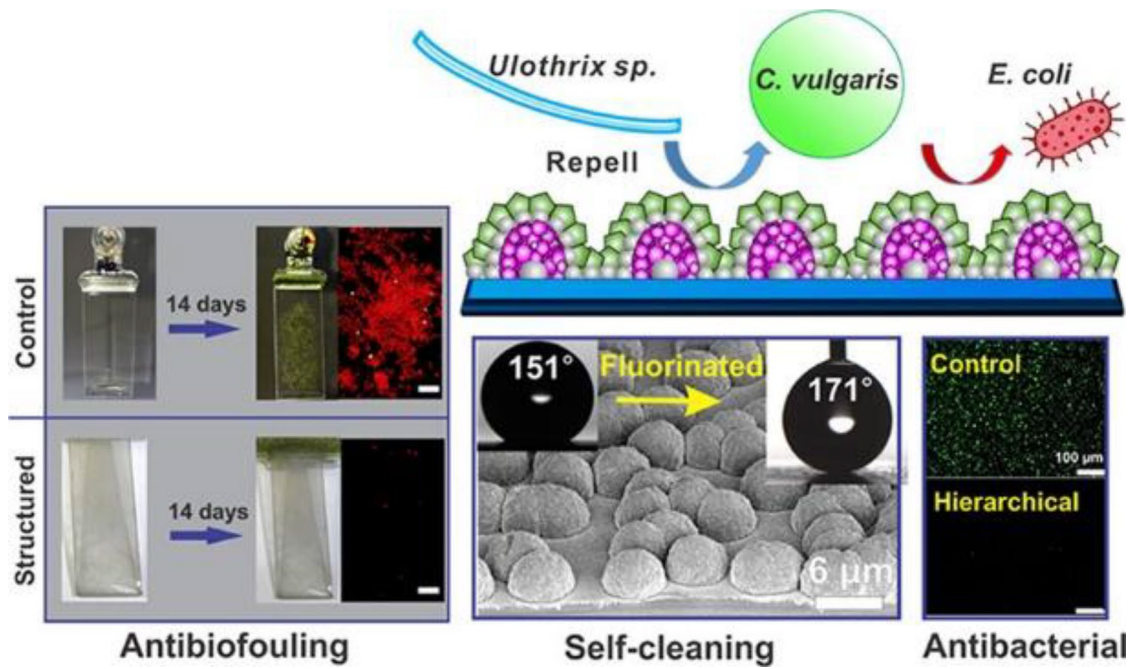 Ulothrix sp.
C. vulgaris
E. coli
Repell
Control
14 days
Structured
14 days
Antibiofouling
151°
Fluorinated
171°
6 μm
Self-cleaning
Control
100 μm
Hierarchical
Antibacterial